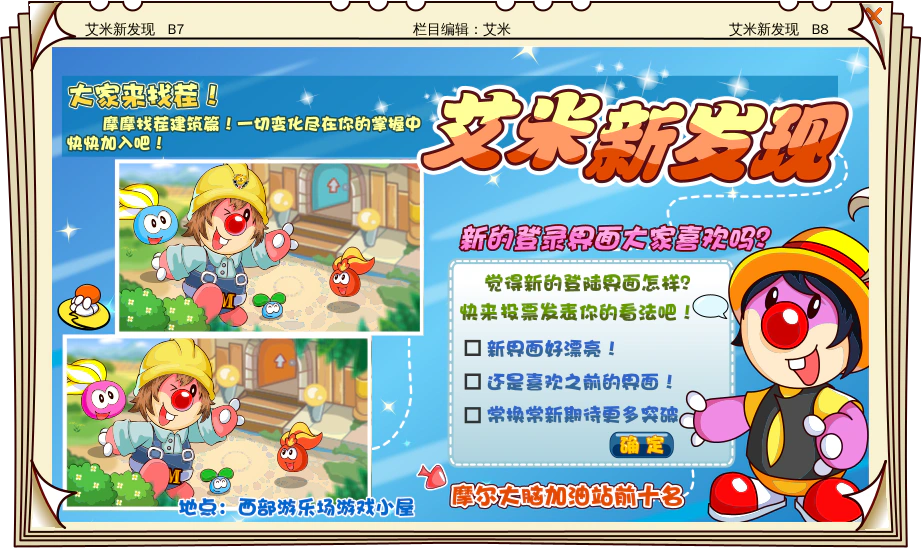 艾米新发现 B7
栏目编辑：艾米
艾米新发现 B8
大家来找茬！
摩摩找茬建筑篇！一切变化尽在你的掌握中
快快加入吧！
艾米新发现
新的登录界面大家喜欢吗？
觉得新的登陆界面怎样？
快来投票发表你的看法吧！
新界面好漂亮！
还是喜欢之前的界面！
常换常新期待更多突破
确定
M
M
地点：西部游乐场游戏小屋
摩尔大脑加油站前十名